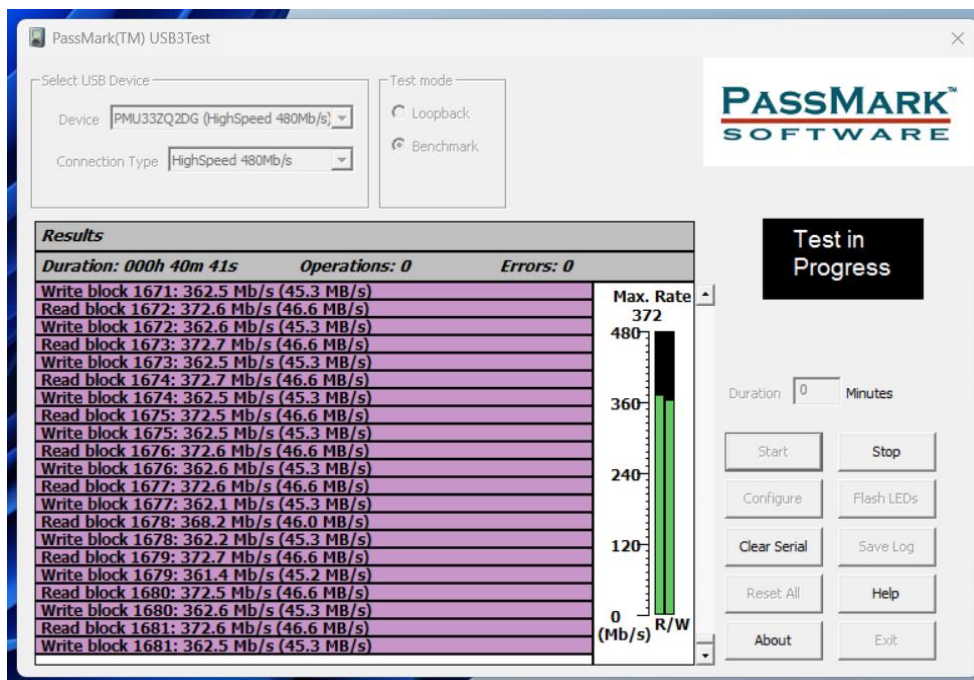 PassMark(TM) USB3Test
Select USB Device
Device PMU33ZQ2DG (HighSpeed 480Mb/s)
Connection Type HighSpeed 480Mb/s
Test mode
Loopback
Benchmark
PASSMARK™
SOFTWARE
Results
Duration: 000h 40m 41s Operations: 0 Errors: 0
Write block 1671: 362.5 Mb/s (45.3 MB/s)
Read block 1672: 372.6 Mb/s (46.6 MB/s)
Write block 1672: 362.6 Mb/s (45.3 MB/s)
Read block 1673: 372.7 Mb/s (46.6 MB/s)
Write block 1673: 362.5 Mb/s (45.3 MB/s)
Read block 1674: 372.7 Mb/s (46.6 MB/s)
Write block 1674: 362.5 Mb/s (45.3 MB/s)
Read block 1675: 372.5 Mb/s (46.6 MB/s)
Write block 1675: 362.5 Mb/s (45.3 MB/s)
Read block 1676: 372.6 Mb/s (46.6 MB/s)
Write block 1676: 362.6 Mb/s (45.3 MB/s)
Read block 1677: 372.6 Mb/s (46.6 MB/s)
Write block 1677: 362.1 Mb/s (45.3 MB/s)
Read block 1678: 368.2 Mb/s (46.0 MB/s)
Write block 1678: 362.2 Mb/s (45.3 MB/s)
Read block 1679: 372.7 Mb/s (46.6 MB/s)
Write block 1679: 361.4 Mb/s (45.2 MB/s)
Read block 1680: 372.5 Mb/s (46.6 MB/s)
Write block 1680: 362.6 Mb/s (45.3 MB/s)
Read block 1681: 372.6 Mb/s (46.6 MB/s)
Write block 1681: 362.5 Mb/s (45.3 MB/s)
Max. Rate
372
480
360
240
120
0
(Mb/s) R/W
Test in
Progress
Duration 0 Minutes
Start Stop
Configure Flash LEDs
Clear Serial Save Log
Reset All Help
About Exit